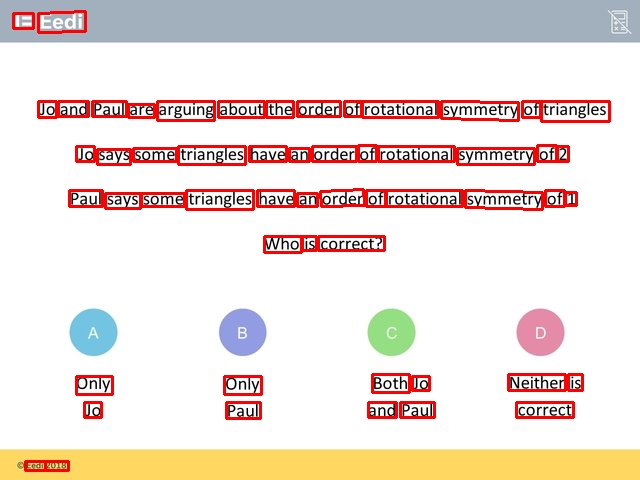 Eedi
Jo and Paul are arguing about the order of rotational symmetry of triangles
Jo says some triangles have an order of rotational symmetry of 2
Paul says some triangles have an order of rotational symmetry of 1
Who is correct?
A
B
C
D
Only
Jo
Only
Paul
Both Jo
and Paul
Neither is
correct
© Eedi 2018